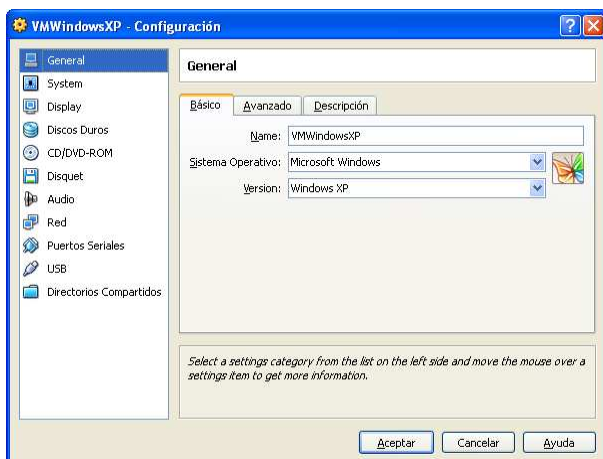 VMWindowsXP - Configuración
General
System
Display
Discos Duros
CD/DVD-ROM
Disquet
Audio
Red
Puertos Seriales
USB
Directorios Compartidos
General
Básico Avanzado Descripción
Name: VMWindowsXP
Sistema Operativo: Microsoft Windows
Version: Windows XP
Select a settings category from the list on the left side and move the mouse over a
settings item to get more information.
Aceptar Cancelar Ayuda